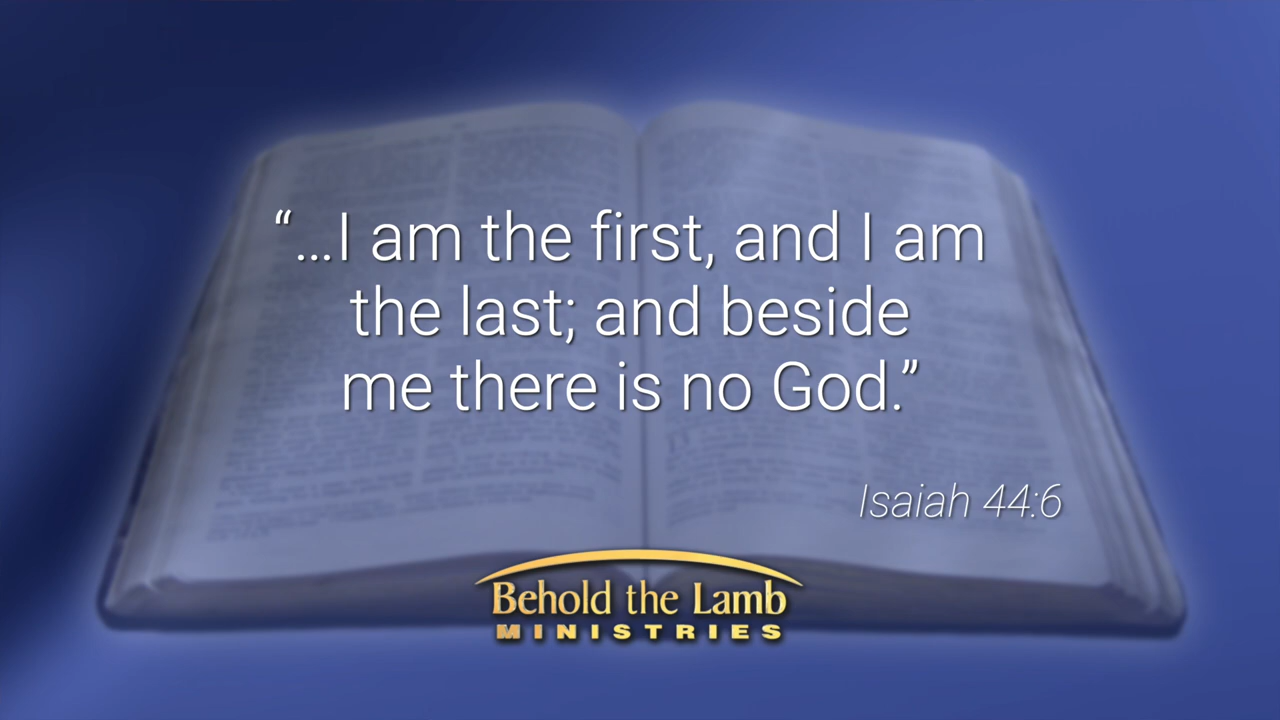 “…I am the first, and I am
the last; and beside
me there is no God.”
Isaiah 44:6
Behold the Lamb
MINISTRIES